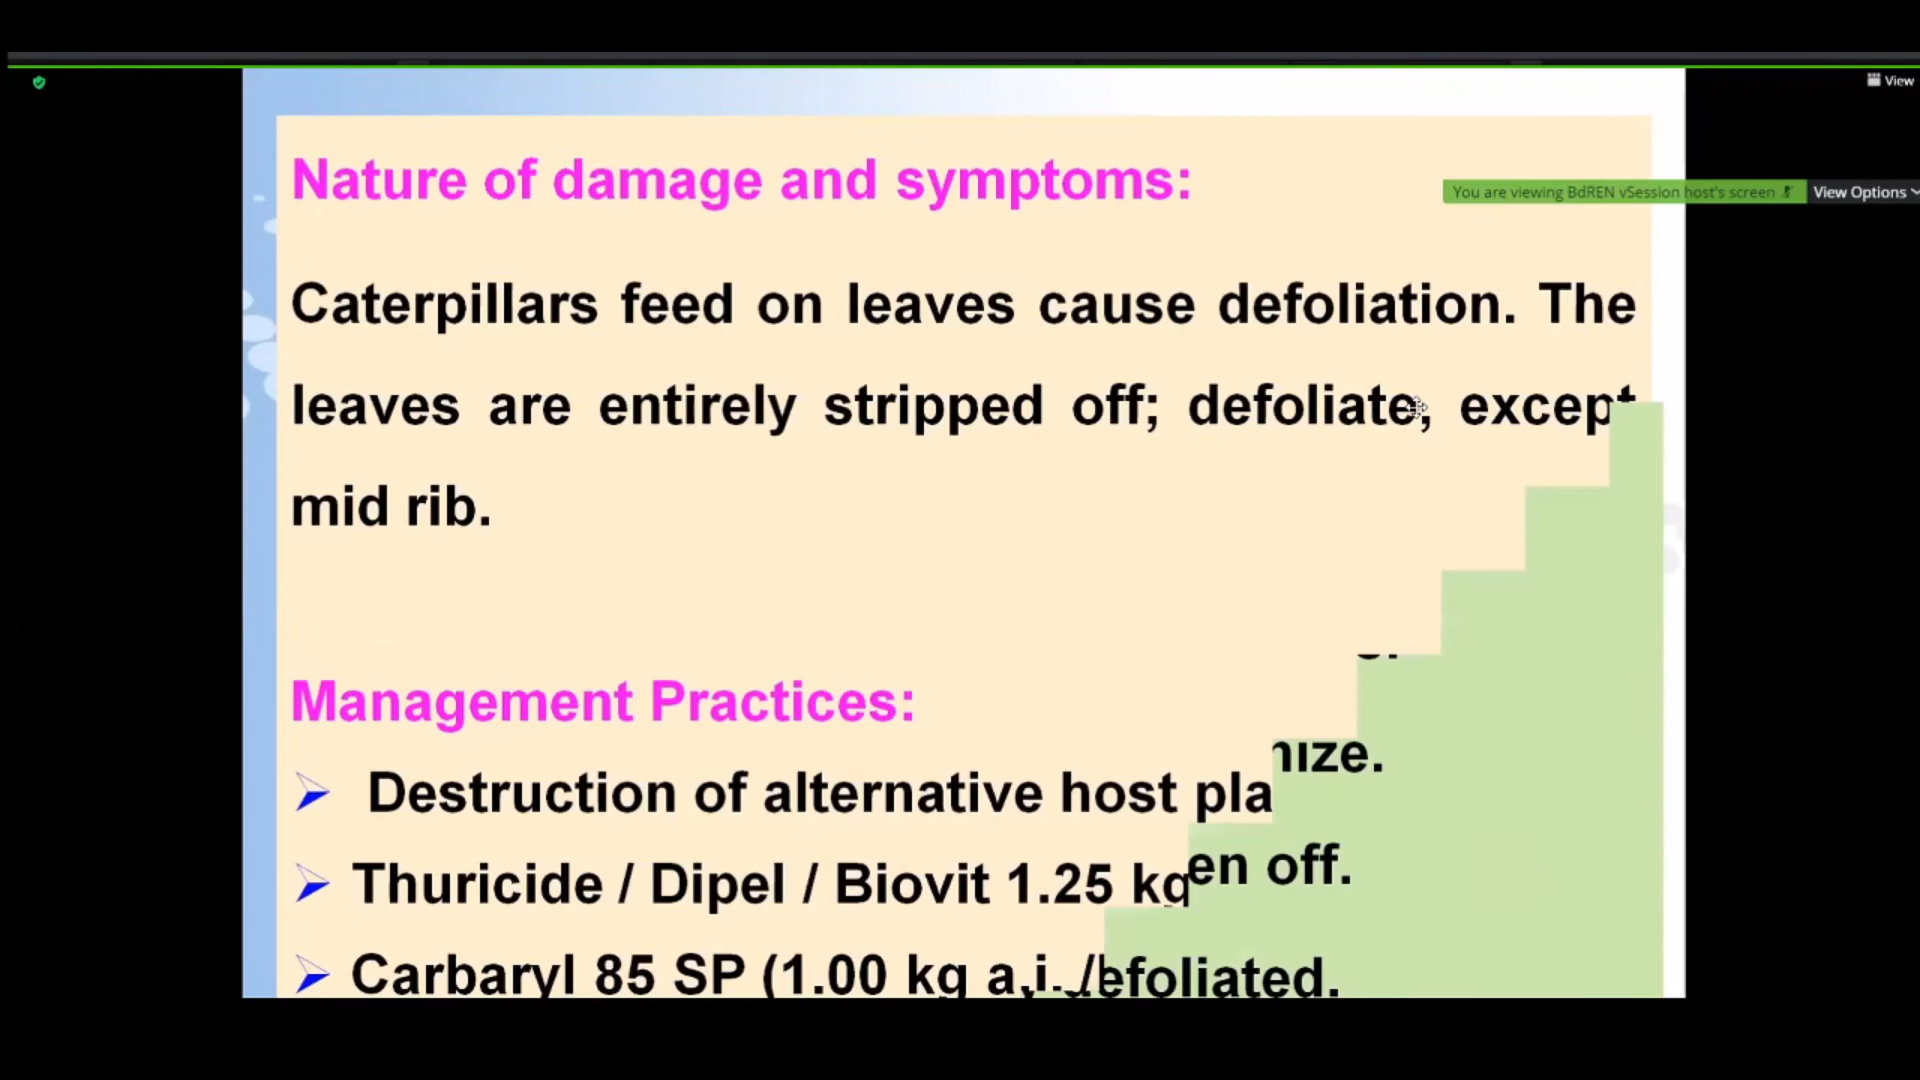 View
Nature of damage and symptoms:
You are viewing BdREN vSession host's screen
View Options
Caterpillars feed on leaves cause defoliation. The
leaves are entirely stripped off; defoliate, except
mid rib.
Management Practices:
Destruction of alternative host pla
nize.
Thuricide / Dipel / Biovit 1.25 kg
en off.
Carbaryl 85 SP (1.00 kg a.i. /
efoliated.